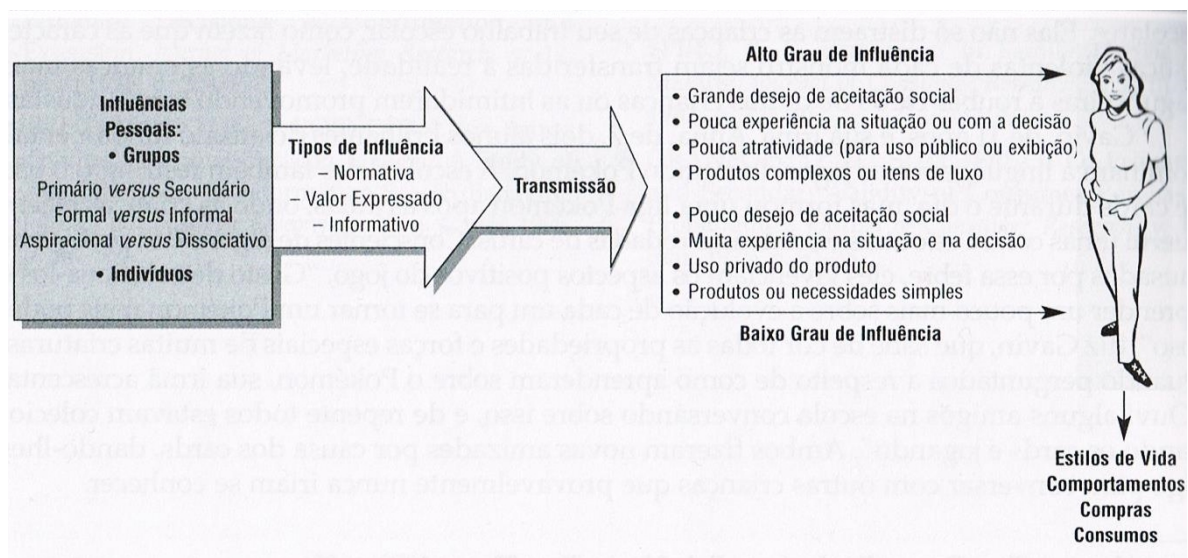 Influências
Pessoais:
• Grupos
Primário versus Secundário
Formal versus Informal
Aspiracional versus Dissociativo
• Indivíduos
Tipos de Influência
– Normativa
– Valor Expressado
– Informativo
Transmissão
Alto Grau de Influência
• Grande desejo de aceitação social
• Pouca experiência na situação ou com a decisão
• Pouca atratividade (para uso público ou exibição)
• Produtos complexos ou itens de luxo
• Pouco desejo de aceitação social
• Muita experiência na situação e na decisão
• Uso privado do produto
• Produtos ou necessidades simples
Baixo Grau de Influência
Estilos de Vida
Comportamentos
Compras
Consumos